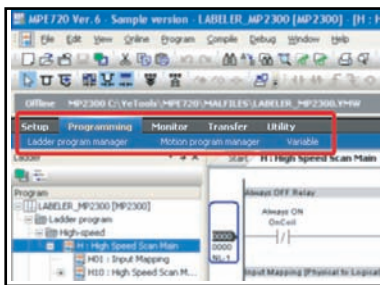 MPE720 Ver.6 - Sample version - LABELER_MP2300 [MP2300] - [H : H
File Edit View Online Program Compile Debug Window Help
Offline MP2300 C:\YeTools\MPE720\MALFILES\LABELER_MP2300.YMW
Setup Programming Monitor Transfer Utility
Ladder program manager Motion program manager Variable
Ladder
Start H : High Speed Scan Main
Program
LABELER_MP2300 [MP2300]
Ladder program
High-speed
H : High Speed Scan Main
H01 : Input Mapping
H10 : High Speed Scan M...
Always OFF Relay
Always ON
OnCoil
0000
0000
NL-1
Input Mapping (Physical to Logical